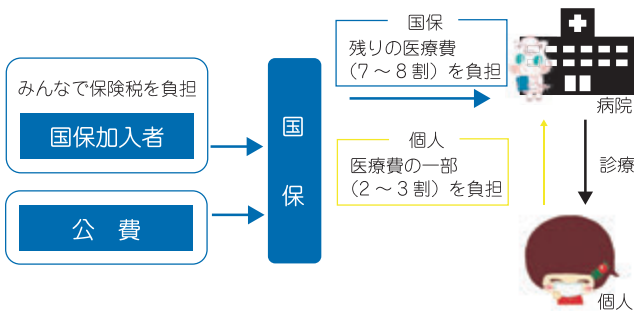 みんなで保険税を負担
国保加入者
公　費
国
保
国保
残りの医療費
（7～8割）を負担
個人
医療費の一部
（2～3割）を負担
病院
診療
個人